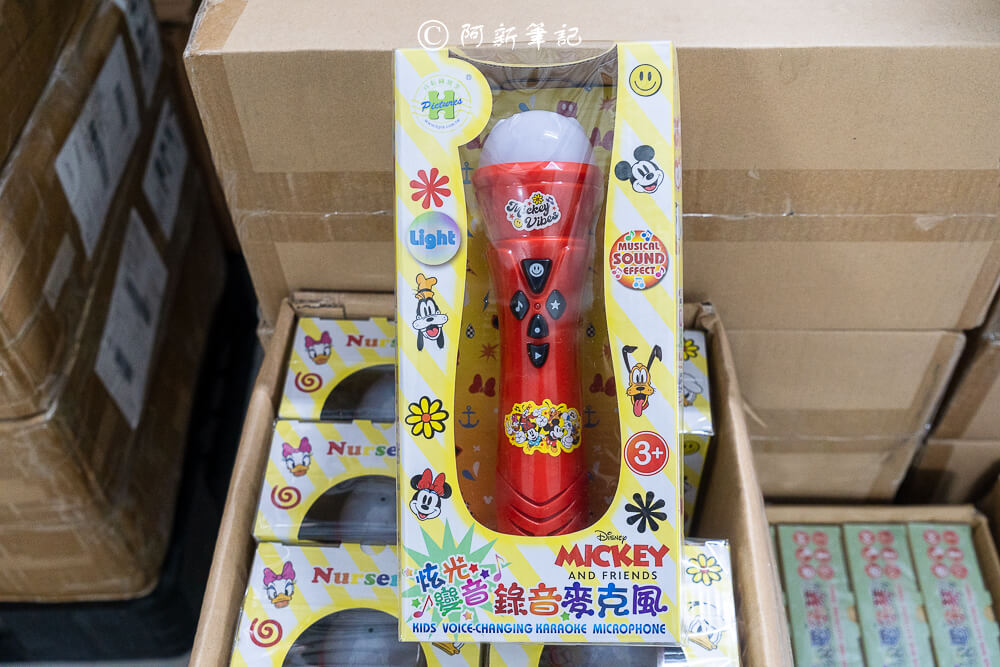 © 阿新筆記
H
Pictures
Light
Mickey
Vibes
MUSICAL
SOUND
EFFECT
3+
Disney
MICKEY
AND FRIENDS
炫光
變音 錄音麥克風
KIDS VOICE-CHANGING KARAOKE MICROPHONE
Nurse
Nurse
Nurse